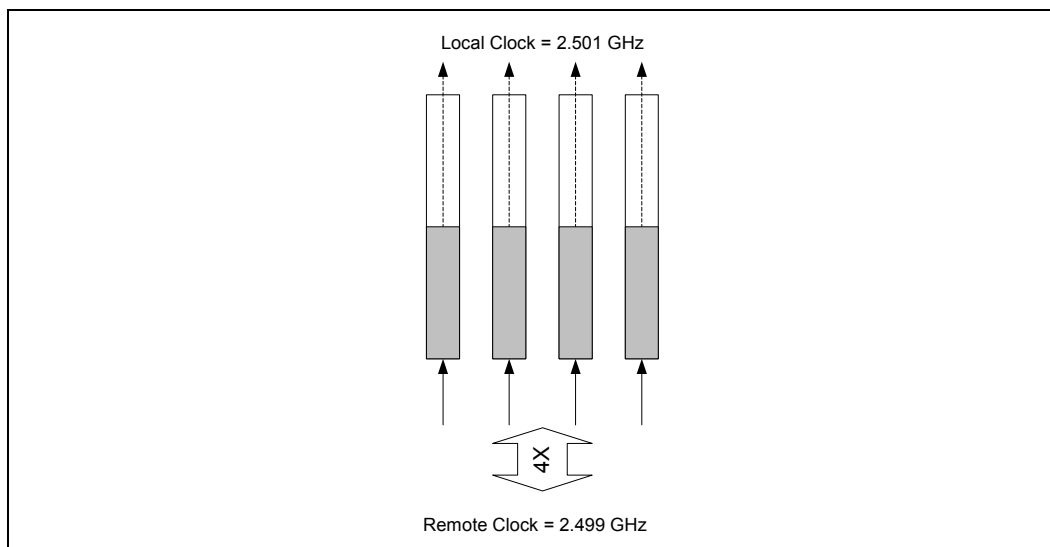 Local Clock = 2.501 GHz
4X
Remote Clock = 2.499 GHz